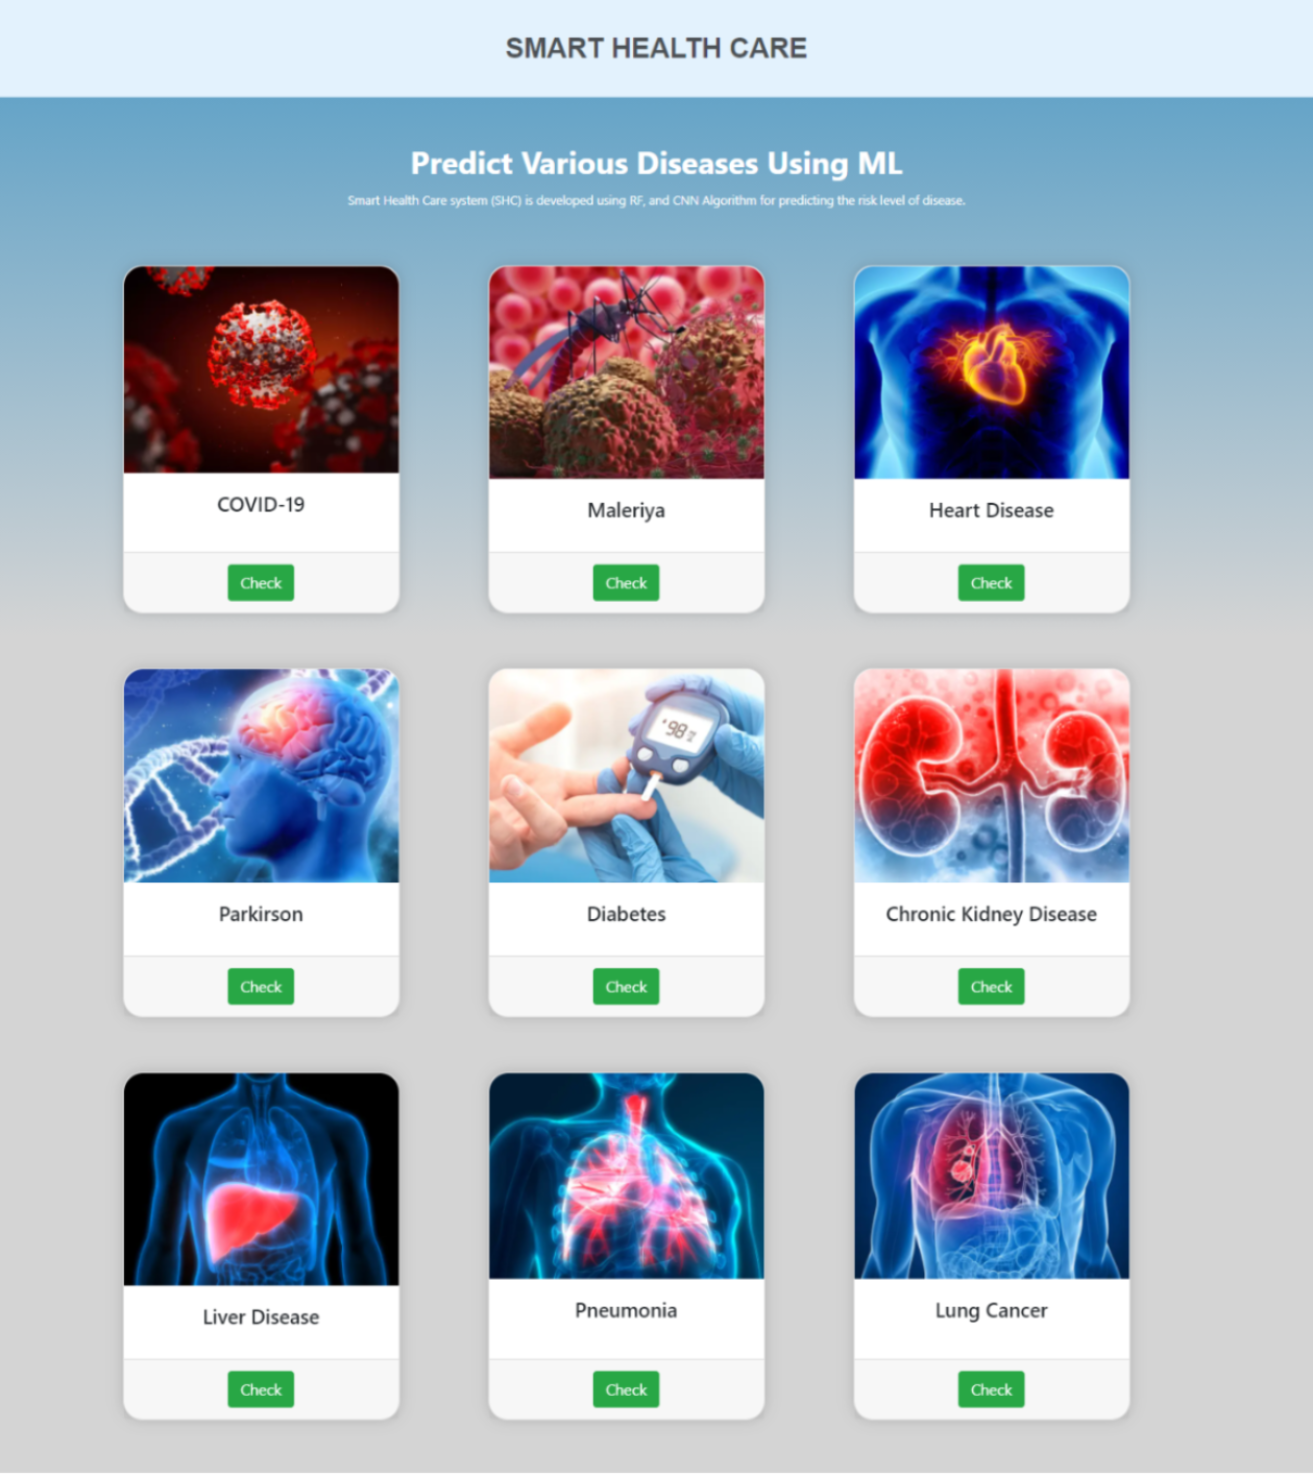 SMART HEALTH CARE
Predict Various Diseases Using ML
Smart Health Care system (SHC) is developed using RF, and CNN Algorithm for predicting the risk level of disease.
COVID-19
Maleriya
Heart Disease
Check
Check
Check
98
Parkirson
Diabetes
Chronic Kidney Disease
Check
Check
Check
Liver Disease
Pneumonia
Lung Cancer
Check
Check
Check